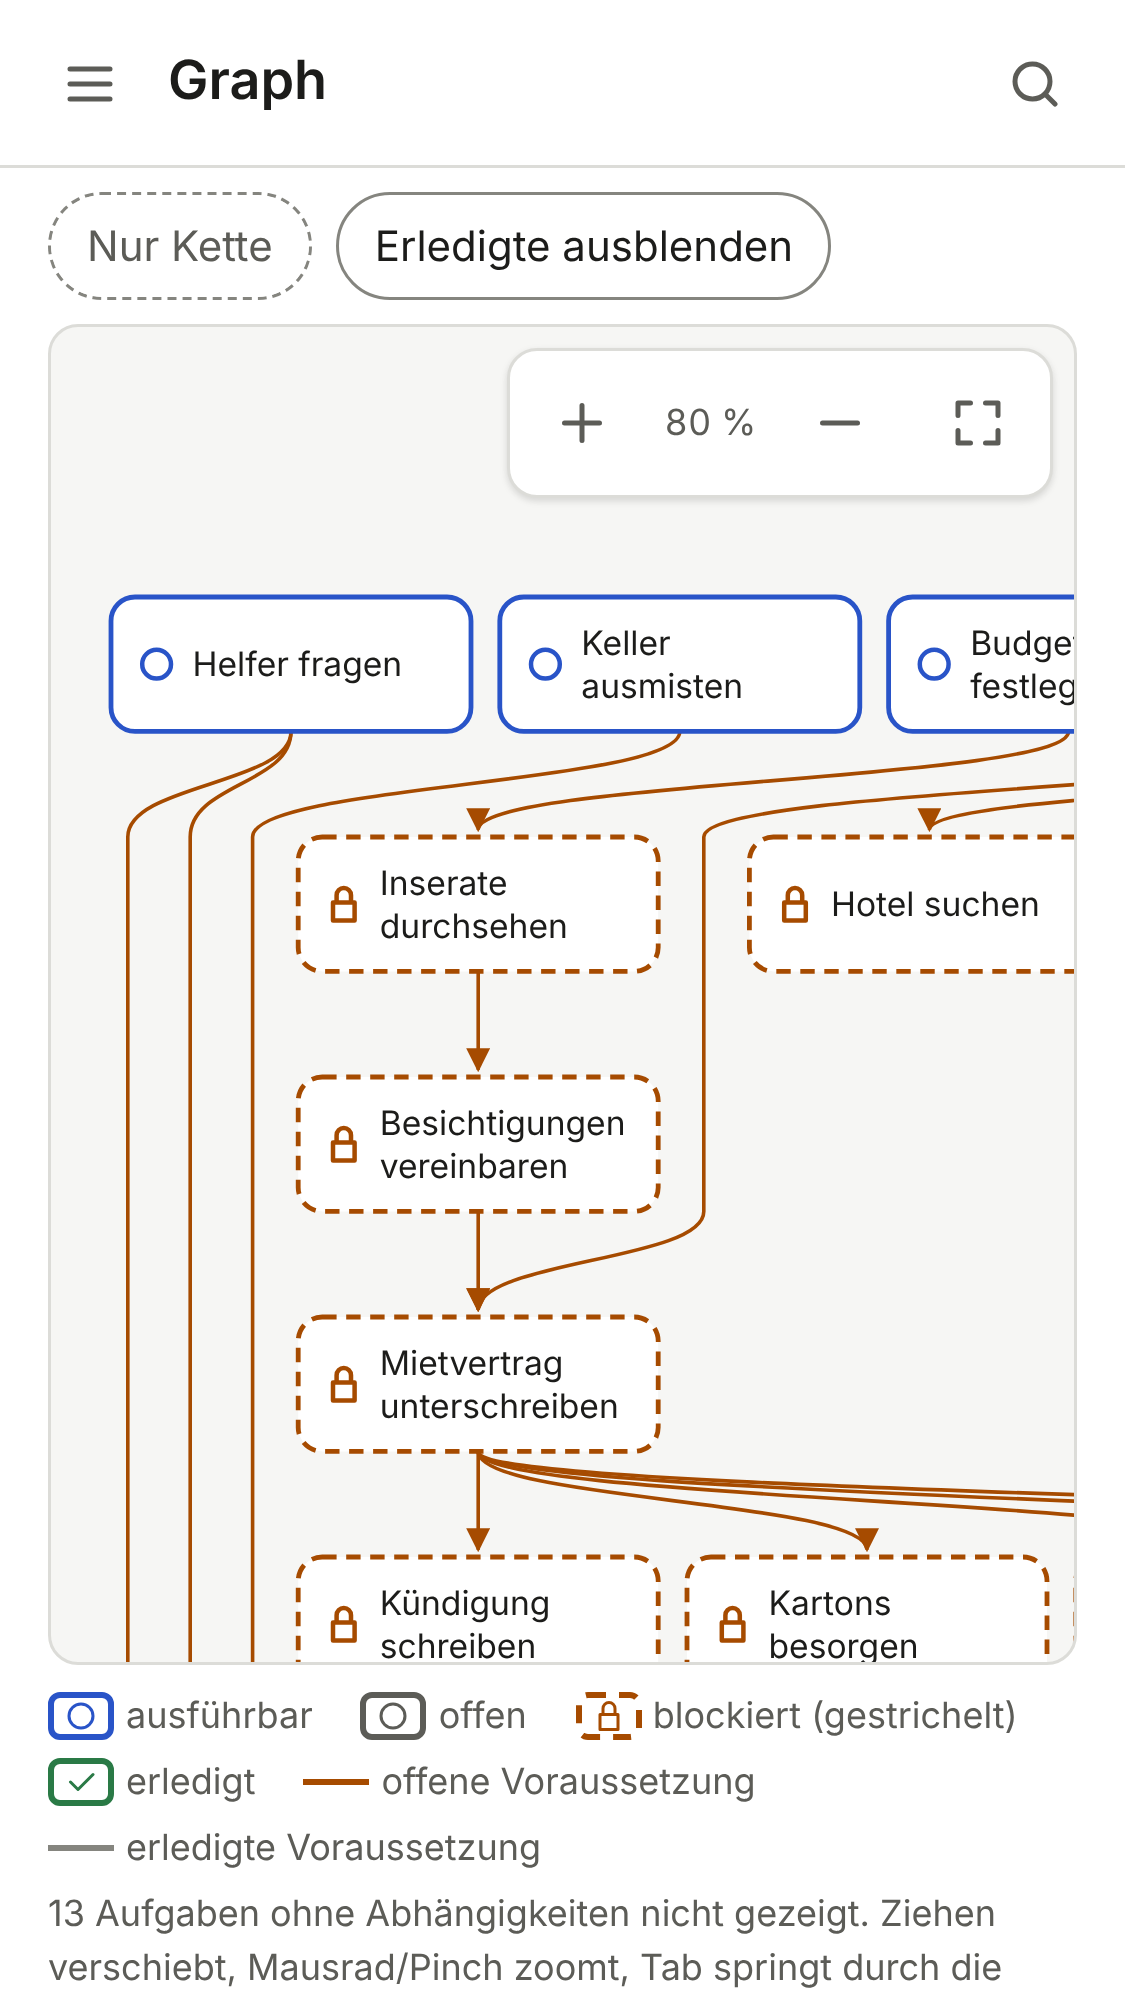 Graph
Nur Kette
Erledigte ausblenden
80 %
Helfer fragen
Keller
ausmisten
Inserate
durchsehen
Hotel suchen
Besichtigungen
vereinbaren
Mietvertrag
unterschreiben
Kündigung
schreiben
Kartons
besorgen
ausführbar
offen
blockiert (gestrichelt)
erledigt
offene Voraussetzung
erledigte Voraussetzung
13 Aufgaben ohne Abhängigkeiten nicht gezeigt. Ziehen
verschiebt, Mausrad/Pinch zoomt, Tab springt durch die